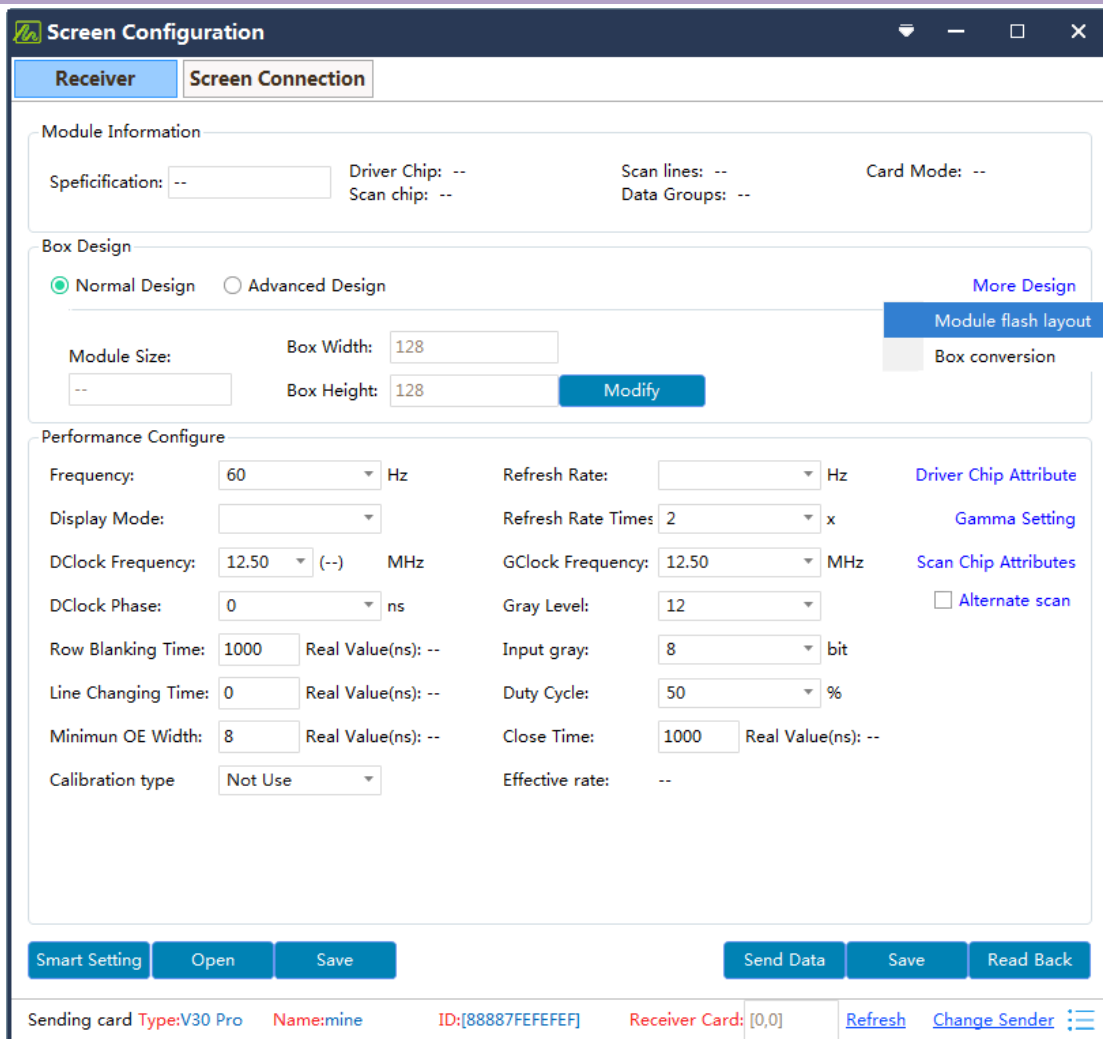 Screen Configuration
Receiver
Screen Connection
Module Information
Speficification: --
Driver Chip: --
Scan lines: --
Card Mode: --
Scan chip: --
Data Groups: --
Box Design
Normal Design
Advanced Design
More Design
Module flash layout
Box conversion
Module Size:
--
Box Width: 128
Box Height: 128
Modify
Performance Configure
Frequency: 60 Hz
Refresh Rate: Hz
Driver Chip Attribute
Display Mode:
Refresh Rate Times 2 x
Gamma Setting
DClock Frequency: 12.50 (--) MHz
GClock Frequency: 12.50 MHz
Scan Chip Attributes
DClock Phase: 0 ns
Gray Level: 12
Alternate scan
Row Blanking Time: 1000 Real Value(ns): --
Input gray: 8 bit
Line Changing Time: 0 Real Value(ns): --
Duty Cycle: 50 %
Minimun OE Width: 8 Real Value(ns): --
Close Time: 1000 Real Value(ns): --
Calibration type Not Use
Effective rate: --
Smart Setting
Open
Save
Send Data
Save
Read Back
Sending card Type:V30 Pro Name:mine ID:[88887FEFEFEF] Receiver Card: [0,0] Refresh Change Sender